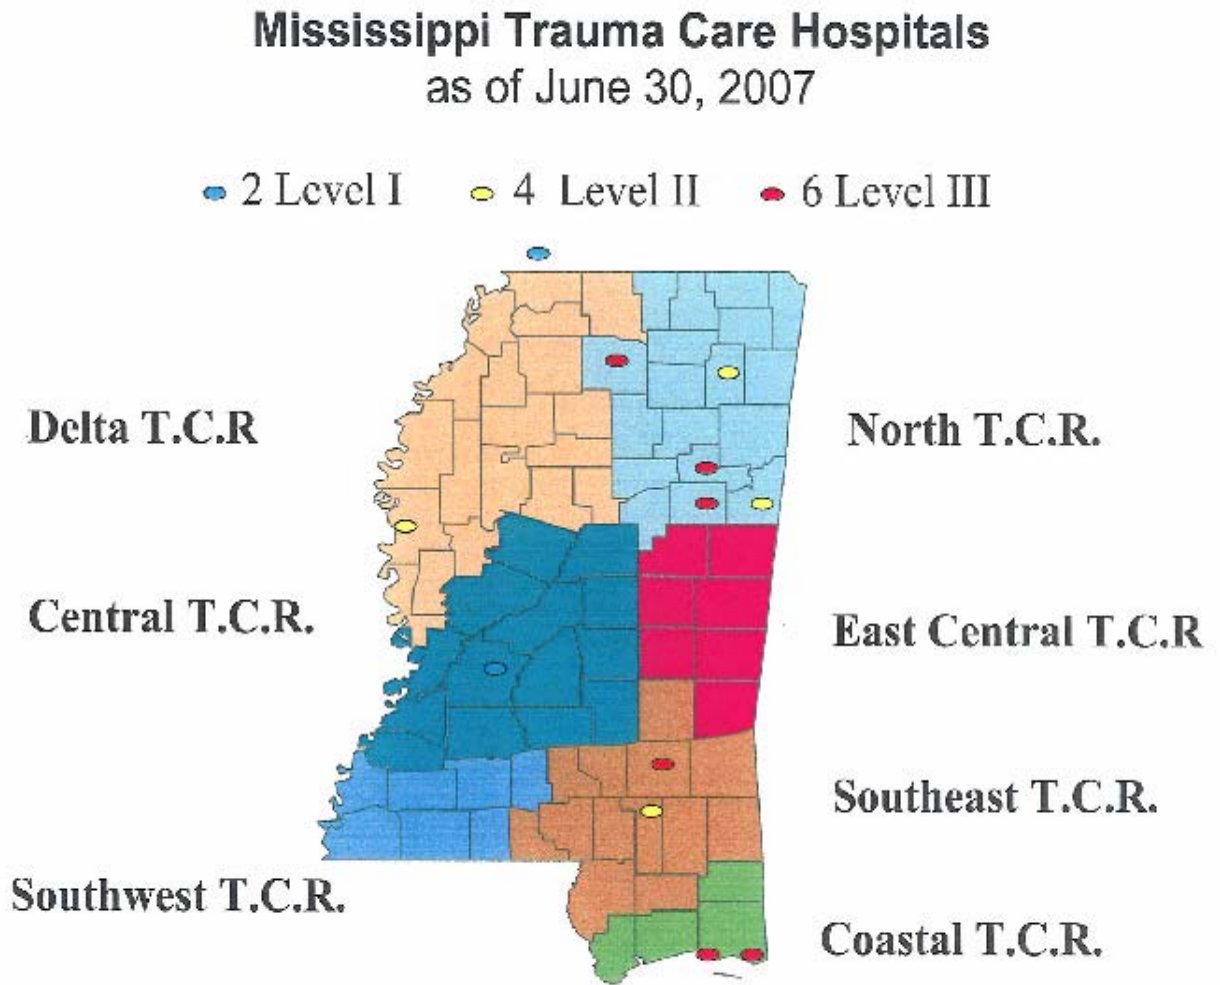 Mississippi Trauma Care Hospitals
as of June 30, 2007
2 Level I
4 Level II
6 Level III
Delta T.C.R
North T.C.R.
Central T.C.R.
East Central T.C.R
Southeast T.C.R.
Southwest T.C.R.
Coastal T.C.R.